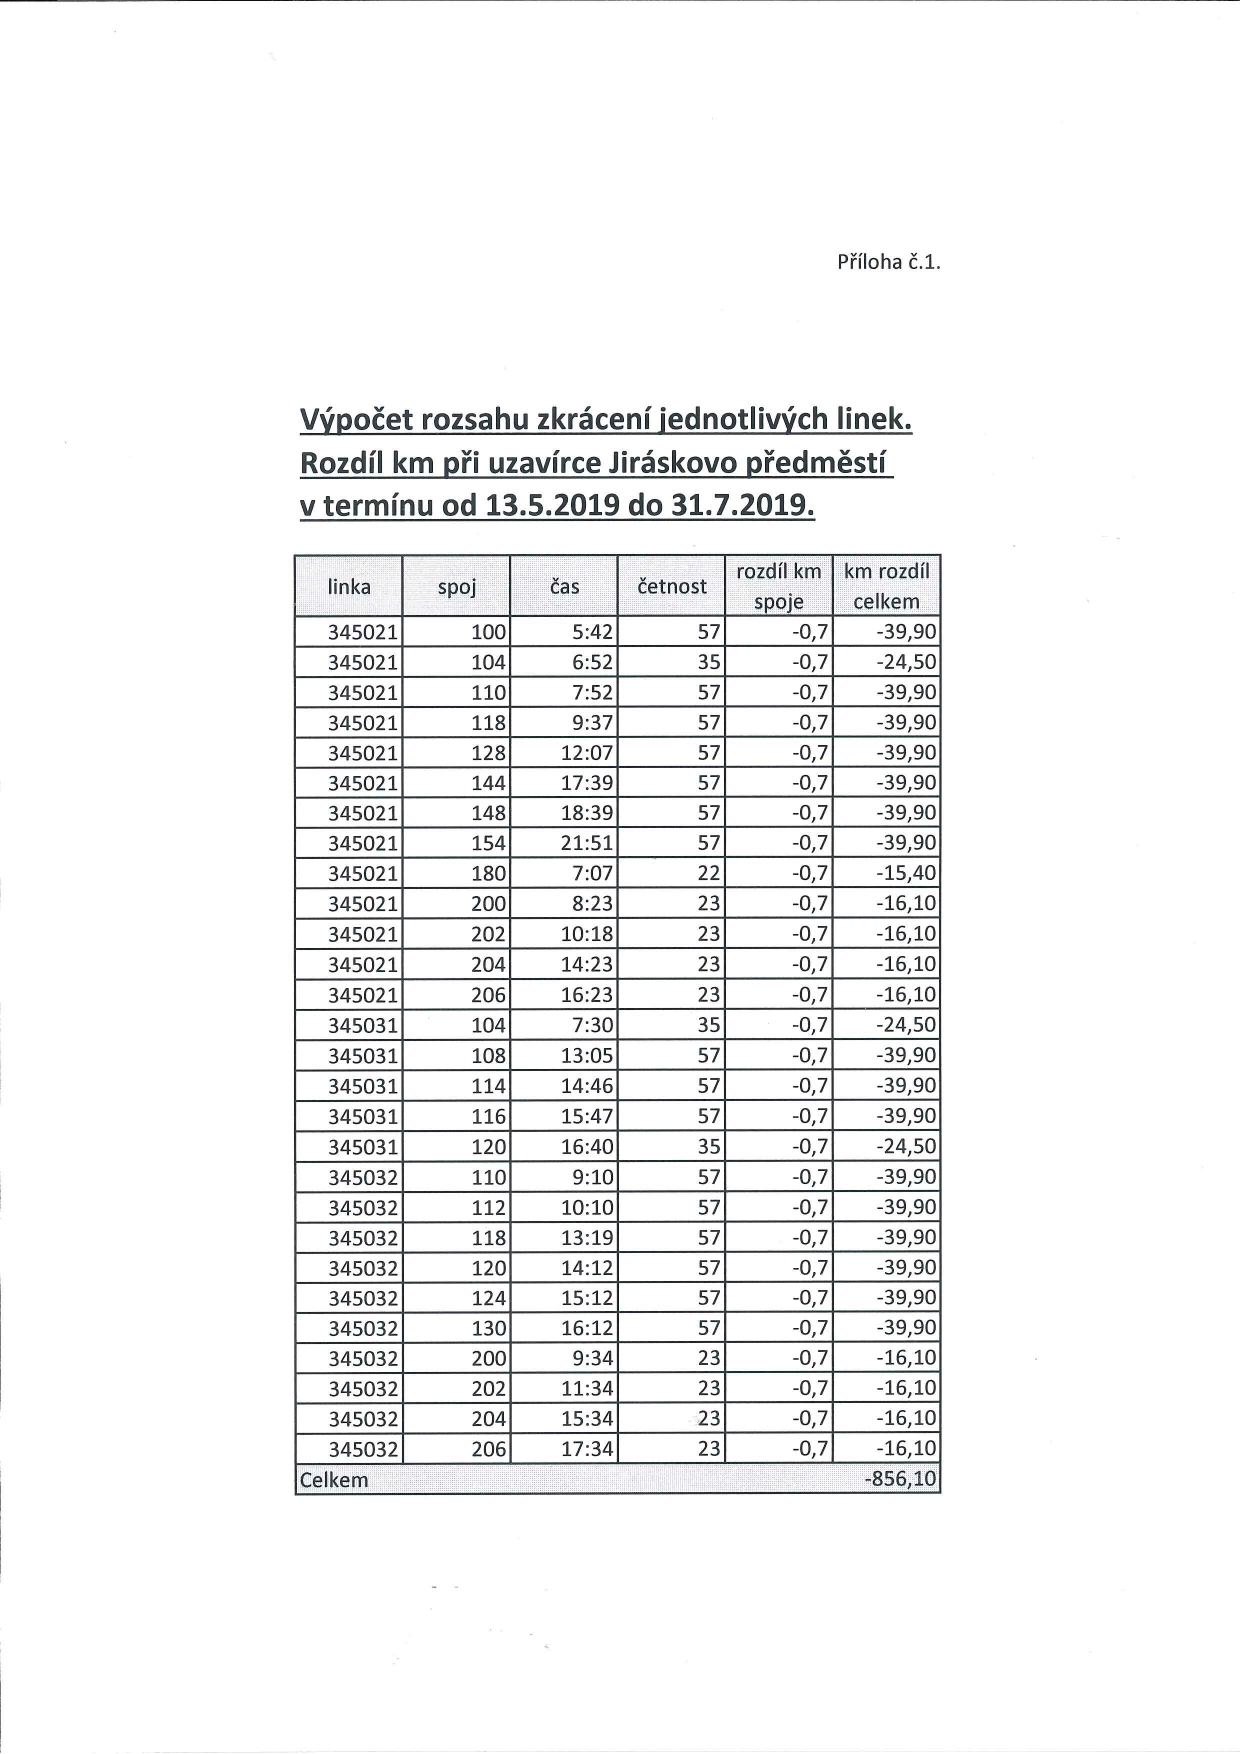 Příloha č.1.
Výpočet rozsahu zkrácení jednotlivých linek.
Rozdíl km při uzavírce Jiráskovo předměstí
v termínu od 13.5.2019 do 31.7.2019.
linka spoj čas četnost rozdíl km spoje km rozdíl celkem
345021 100 5:42 57 -0,7 -39,90
345021 104 6:52 35 -0,7 -24,50
345021 110 7:52 57 -0,7 -39,90
345021 118 9:37 57 -0,7 -39,90
345021 128 12:07 57 -0,7 -39,90
345021 144 17:39 57 -0,7 -39,90
345021 148 18:39 57 -0,7 -39,90
345021 154 21:51 57 -0,7 -39,90
345021 180 7:07 22 -0,7 -15,40
345021 200 8:23 23 -0,7 -16,10
345021 202 10:18 23 -0,7 -16,10
345021 204 14:23 23 -0,7 -16,10
345021 206 16:23 23 -0,7 -16,10
345031 104 7:30 35 -0,7 -24,50
345031 108 13:05 57 -0,7 -39,90
345031 114 14:46 57 -0,7 -39,90
345031 116 15:47 57 -0,7 -39,90
345031 120 16:40 35 -0,7 -24,50
345032 110 9:10 57 -0,7 -39,90
345032 112 10:10 57 -0,7 -39,90
345032 118 13:19 57 -0,7 -39,90
345032 120 14:12 57 -0,7 -39,90
345032 124 15:12 57 -0,7 -39,90
345032 130 16:12 57 -0,7 -39,90
345032 200 9:34 23 -0,7 -16,10
345032 202 11:34 23 -0,7 -16,10
345032 204 15:34 23 -0,7 -16,10
345032 206 17:34 23 -0,7 -16,10
Celkem -856,10